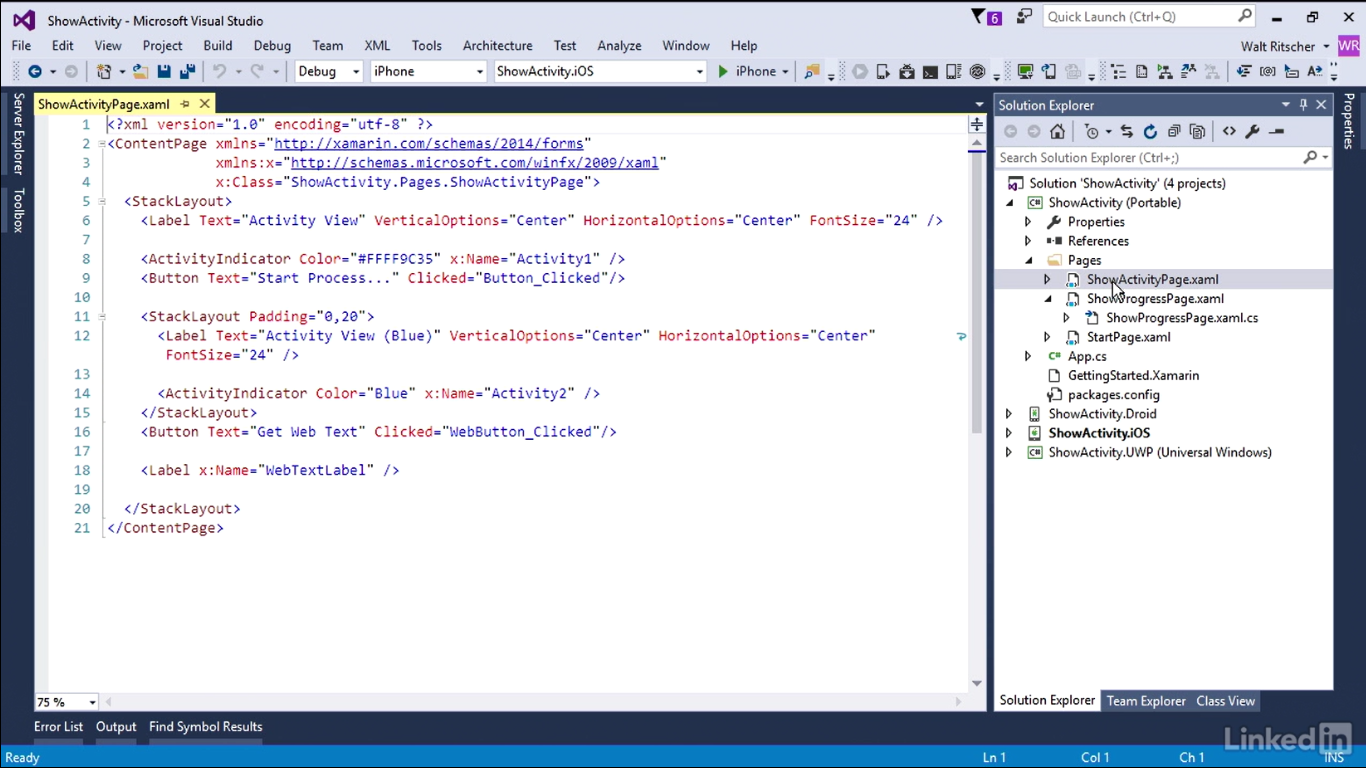 ShowActivity - Microsoft Visual Studio
6
Quick Launch (Ctrl+Q)
File Edit View Project Build Debug Team XML Tools Architecture Test Analyze Window Help
Walt Ritscher WR
Debug iPhone ShowActivity.iOS iPhone
Server Explorer
Toolbox
ShowActivityPage.xaml
1 <?xml version="1.0" encoding="utf-8" ?>
2 <ContentPage xmlns="http://xamarin.com/schemas/2014/forms"
3 xmlns:x="http://schemas.microsoft.com/winfx/2009/xaml"
4 x:Class="ShowActivity.Pages.ShowActivityPage">
5 <StackLayout>
6 <Label Text="Activity View" VerticalOptions="Center" HorizontalOptions="Center" FontSize="24" />
7
8 <ActivityIndicator Color="#FFFF9C35" x:Name="Activity1" />
9 <Button Text="Start Process..." Clicked="Button_Clicked"/>
10
11 <StackLayout Padding="0,20">
12 <Label Text="Activity View (Blue)" VerticalOptions="Center" HorizontalOptions="Center"
FontSize="24" />
13
14 <ActivityIndicator Color="Blue" x:Name="Activity2" />
15 </StackLayout>
16 <Button Text="Get Web Text" Clicked="WebButton_Clicked"/>
17
18 <Label x:Name="WebTextLabel" />
19
20 </StackLayout>
21 </ContentPage>
75 %
Solution Explorer
Search Solution Explorer (Ctrl+;)
Solution 'ShowActivity' (4 projects)
ShowActivity (Portable)
Properties
References
Pages
ShowActivityPage.xaml
ShowProgressPage.xaml
ShowProgressPage.xaml.cs
StartPage.xaml
App.cs
GettingStarted.Xamarin
packages.config
ShowActivity.Droid
ShowActivity.iOS
ShowActivity.UWP (Universal Windows)
Solution Explorer Team Explorer Class View
Properties
Error List Output Find Symbol Results
LinkedIn
Ready Ln 1 Col 1 Ch 1 INS